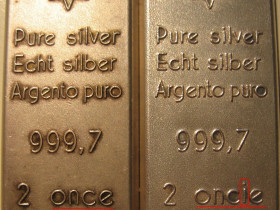 Pure silver
Echt silber
Argento puro
999,7
2 once
Pure silver
Echt silber
Argento puro
999,7
2 oncie